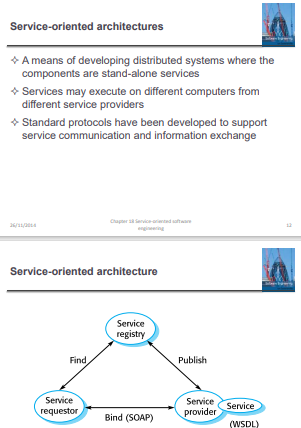 Service-oriented architectures
✧ A means of developing distributed systems where the
components are stand-alone services
✧ Services may execute on different computers from
different service providers
✧ Standard protocols have been developed to support
service communication and information exchange
26/11/2014
Chapter 18 Service-oriented software
engineering
12
Service-oriented architecture
Service
registry
Find
Publish
Service
requestor
Bind (SOAP)
Service
provider
Service
(WSDL)